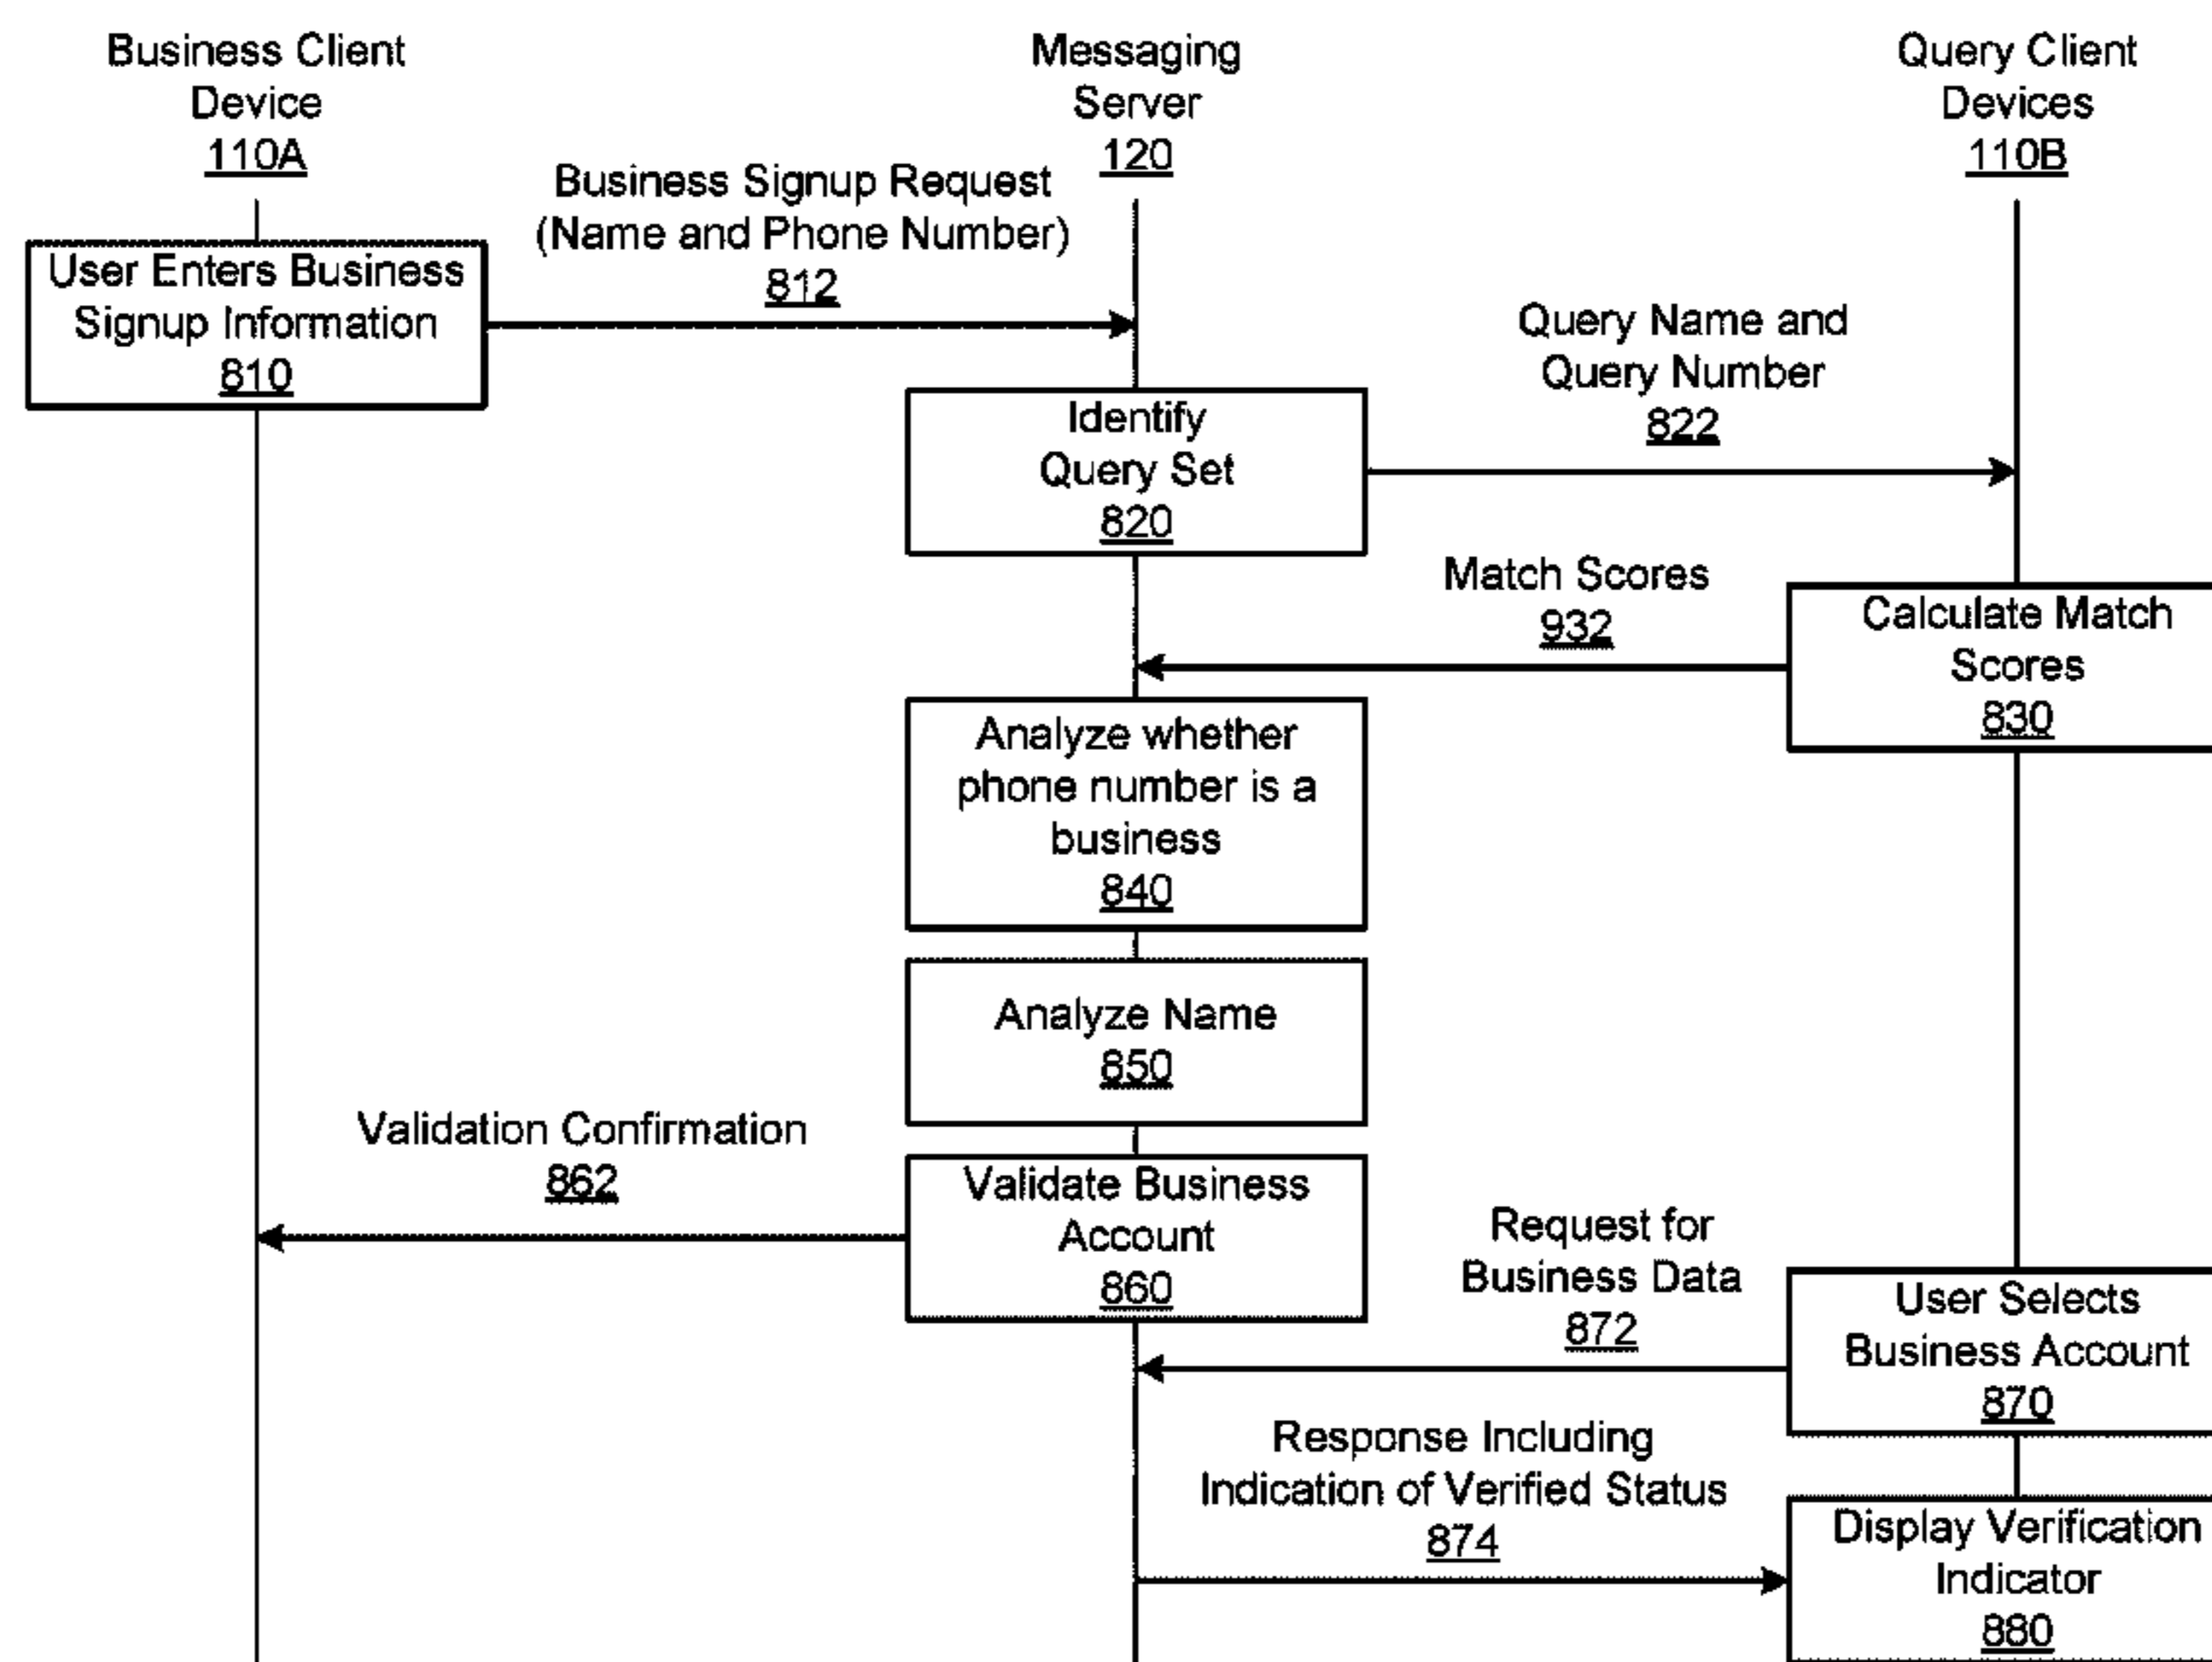 Business Client
Device
110A
Messaging
Server
120
Query Client
Devices
110B
Business Signup Request
(Name and Phone Number)
812
User Enters Business
Signup Information
810
Query Name and
Query Number
822
Identify
Query Set
820
Match Scores
932
Calculate Match
Scores
830
Analyze whether
phone number is a
business
840
Analyze Name
850
Validation Confirmation
862
Validate Business
Account
860
Request for
Business Data
872
User Selects
Business Account
870
Response Including
Indication of Verified Status
874
Display Verification
Indicator
880